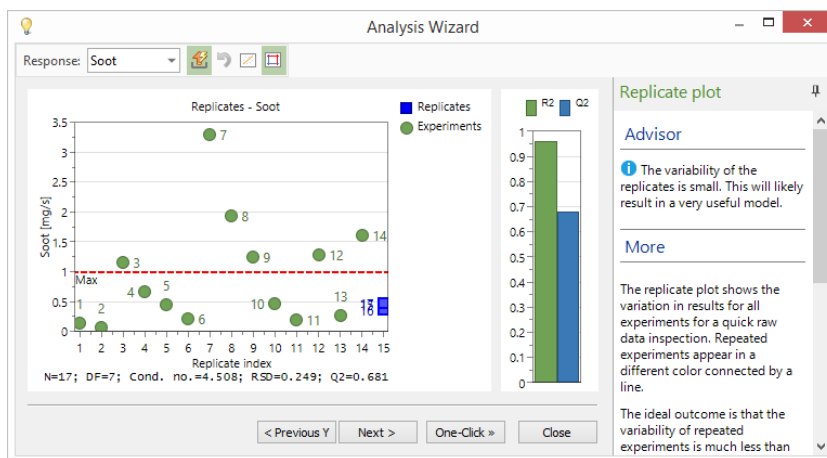 Analysis Wizard
Response: Soot
Replicates - Soot
Replicates
Experiments
Soot [mg/s]
3.5
3
2.5
2
1.5
1
0.5
0
Max
1
2
3
4
5
6
7
8
9
10
11
12
13
14
1 2 3 4 5 6 7 8 9 10 11 12 13 14 15
Replicate index
N=17; DF=7; Cond. no.=4.508; RSD=0.249; Q2=0.681
R2 Q2
1
0.9
0.8
0.7
0.6
0.5
0.4
0.3
0.2
0.1
0
< Previous Y Next > One-Click » Close
Replicate plot
Advisor
The variability of the
replicates is small. This will likely
result in a very useful model.
More
The replicate plot shows the
variation in results for all
experiments for a quick raw
data inspection. Repeated
experiments appear in a
different color connected by a
line.
The ideal outcome is that the
variability of repeated
experiments is much less than